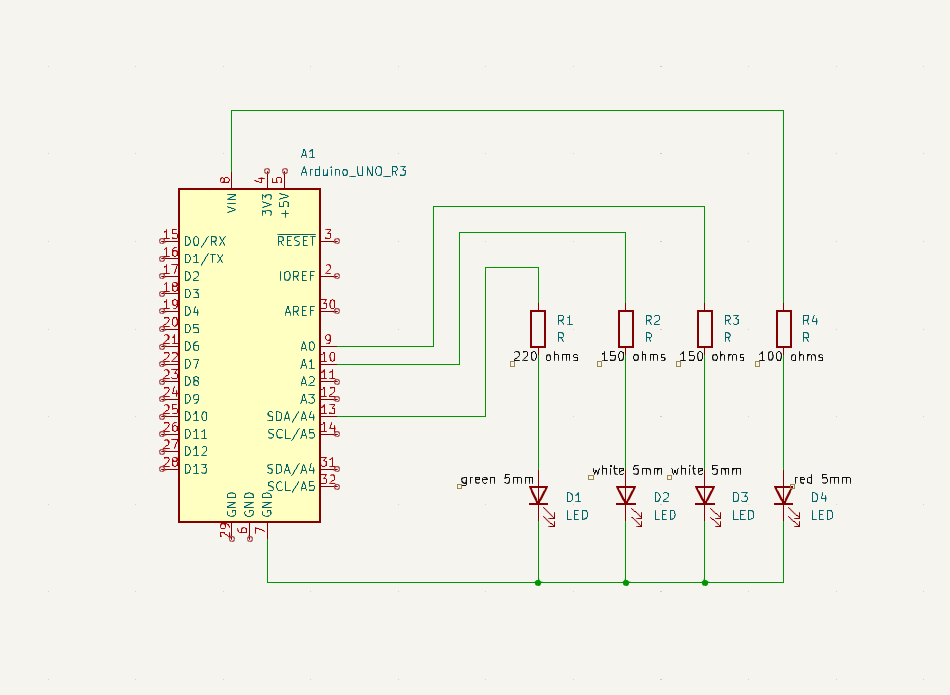 A1
Arduino_UNO_R3
8
4
5
VIN
3V3
+5V
15
D0/RX
RESET
3
16
D1/TX
17
D2
IOREF
2
18
D3
19
D4
AREF
30
20
D5
21
D6
A0
9
22
D7
A1
10
23
D8
A2
11
24
D9
A3
12
25
D10
SDA/A4
13
26
D11
SCL/A5
14
27
D12
28
D13
SDA/A4
31
SCL/A5
32
GND
GND
GND
29
6
7
R1
R
220 ohms
R2
R
150 ohms
R3
R
150 ohms
R4
R
100 ohms
green 5mm
D1
LED
white 5mm
D2
LED
white 5mm
D3
LED
red 5mm
D4
LED